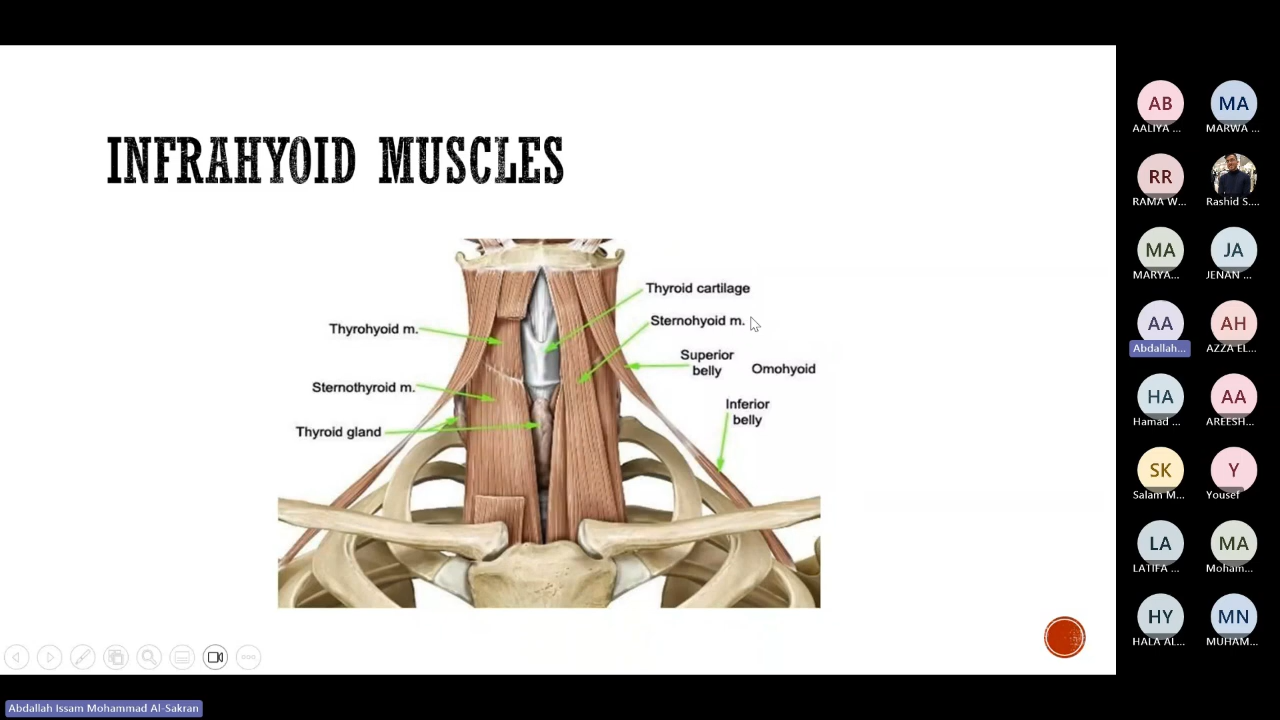 INFRAHYOID MUSCLES
Thyroid cartilage
Sternohyoid m.
Thyrohyoid m.
Superior
belly
Omohyoid
Sternothyroid m.
Inferior
belly
Thyroid gland
AB
AALIYA ...
MA
MARWA ...
RR
RAMA W...
Rashid S....
MA
MARYA...
JA
JENAN ...
AA
Abdallah...
AH
AZZA EL...
HA
Hamad ...
AA
AREESH...
SK
Salam M...
Y
Yousef
LA
LATIFA ...
MA
Moham...
HY
HALA AL...
MN
MUHAM...
Abdallah Issam Mohammad Al-Sakran